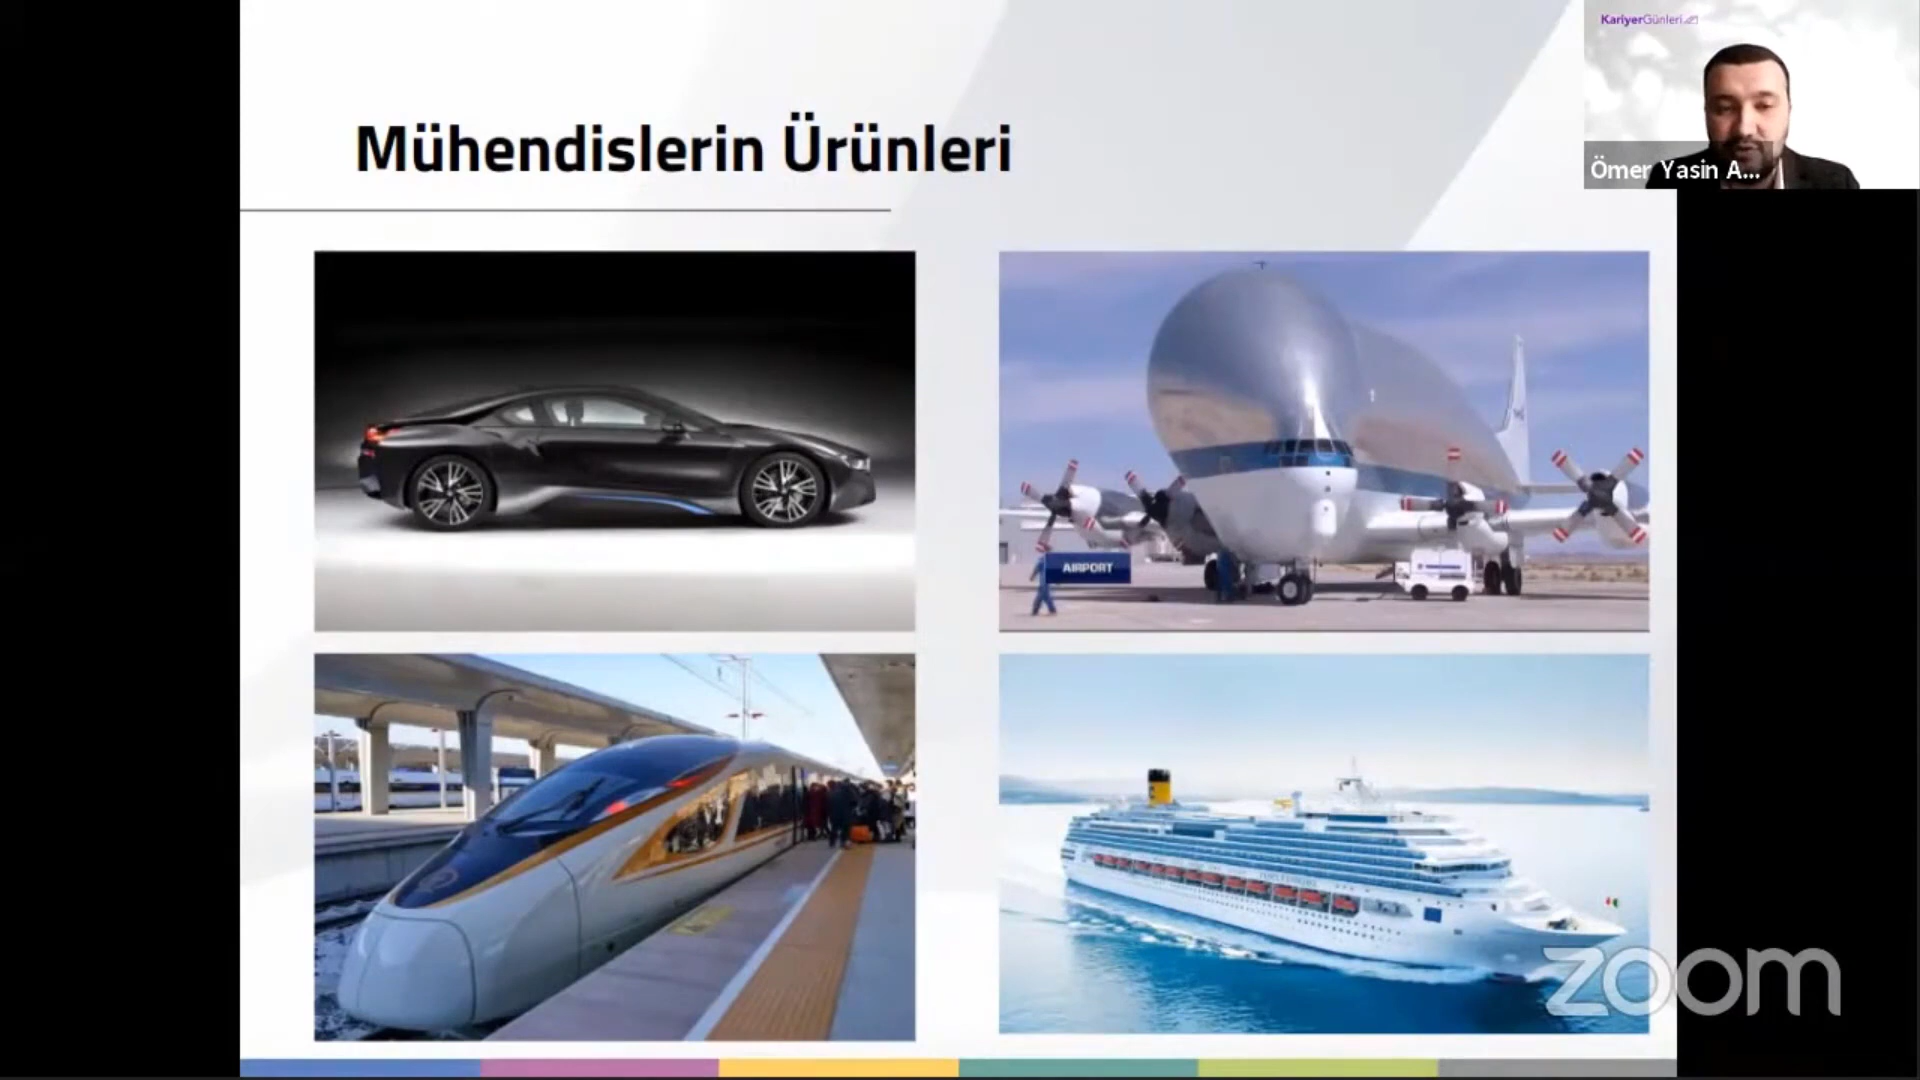 KariyerGünleri
Mühendislerin Ürünleri
Ömer Yasin A...
AIRPORT
zoom